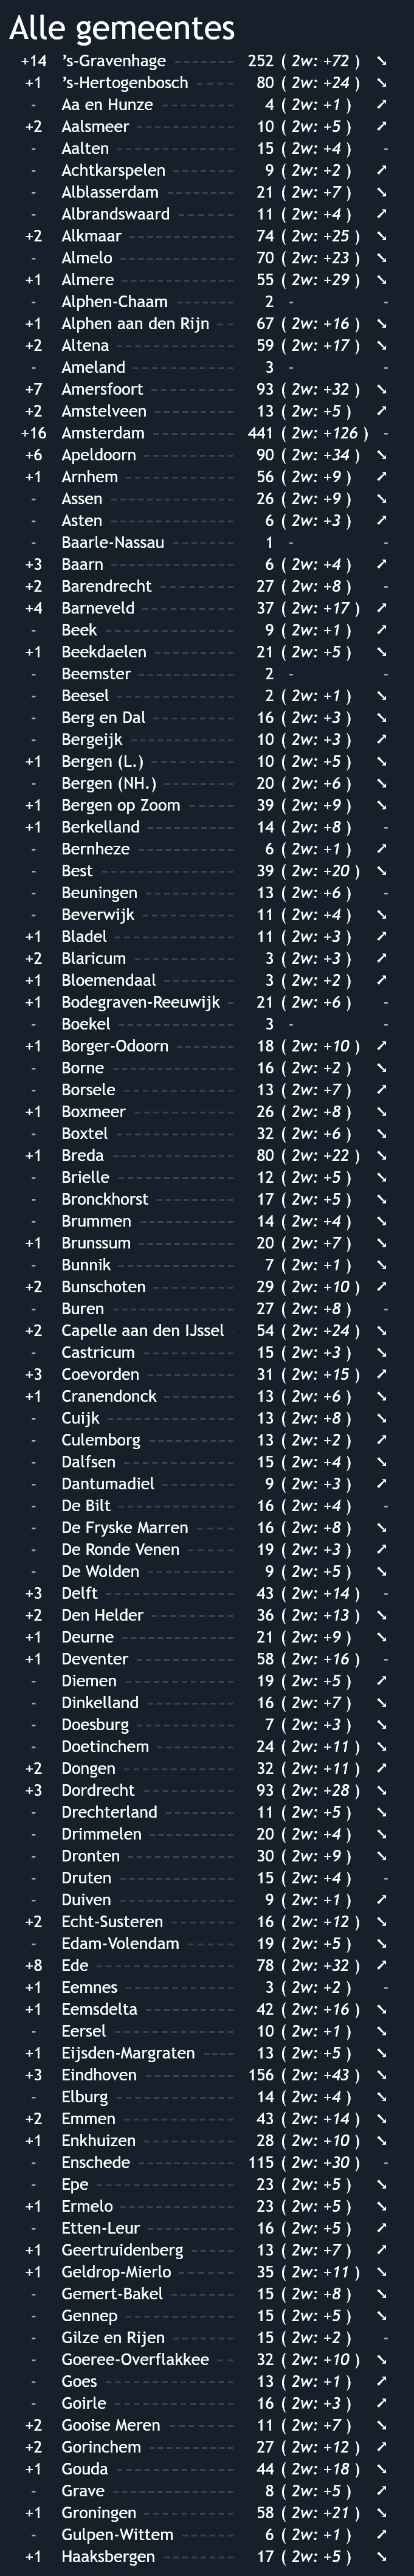 Alle gemeentes
+14 's-Gravenhage 252 ( 2w: +72 ) ➘
+1 's-Hertogenbosch 80 ( 2w: +24 ) ➘
- Aa en Hunze 4 ( 2w: +1 ) ➚
+2 Aalsmeer 10 ( 2w: +5 ) ➚
- Aalten 15 ( 2w: +4 ) -
- Achtkarspelen 9 ( 2w: +2 ) ➚
- Alblasserdam 21 ( 2w: +7 ) ➘
- Albrandswaard 11 ( 2w: +4 ) ➚
+2 Alkmaar 74 ( 2w: +25 ) ➘
- Almelo 70 ( 2w: +23 ) ➘
+1 Almere 55 ( 2w: +29 ) ➘
- Alphen-Chaam 2 - -
+1 Alphen aan den Rijn 67 ( 2w: +16 ) ➘
+2 Altena 59 ( 2w: +17 ) ➘
- Ameland 3 - -
+7 Amersfoort 93 ( 2w: +32 ) ➘
+2 Amstelveen 13 ( 2w: +5 ) ➚
+16 Amsterdam 441 ( 2w: +126 ) -
+6 Apeldoorn 90 ( 2w: +34 ) ➘
+1 Arnhem 56 ( 2w: +9 ) ➚
- Assen 26 ( 2w: +9 ) ➘
- Asten 6 ( 2w: +3 ) ➚
- Baarle-Nassau 1 - -
+3 Baarn 6 ( 2w: +4 ) ➚
+2 Barendrecht 27 ( 2w: +8 ) -
+4 Barneveld 37 ( 2w: +17 ) ➚
- Beek 9 ( 2w: +1 ) ➚
+1 Beekdaelen 21 ( 2w: +5 ) ➘
- Beemster 2 - -
- Beesel 2 ( 2w: +1 ) ➘
- Berg en Dal 16 ( 2w: +3 ) ➘
- Bergeijk 10 ( 2w: +3 ) ➚
+1 Bergen (L.) 10 ( 2w: +5 ) ➘
- Bergen (NH.) 20 ( 2w: +6 ) ➘
+1 Bergen op Zoom 39 ( 2w: +9 ) ➘
+1 Berkelland 14 ( 2w: +8 ) -
- Bernheze 6 ( 2w: +1 ) ➚
- Best 39 ( 2w: +20 ) ➘
- Beuningen 13 ( 2w: +6 ) -
- Beverwijk 11 ( 2w: +4 ) ➘
+1 Bladel 11 ( 2w: +3 ) ➚
+2 Blaricum 3 ( 2w: +3 ) ➚
+1 Bloemendaal 3 ( 2w: +2 ) ➚
+1 Bodegraven-Reeuwijk 21 ( 2w: +6 ) -
- Boekel 3 - -
+1 Borger-Odoorn 18 ( 2w: +10 ) ➚
- Borne 16 ( 2w: +2 ) ➘
- Borsele 13 ( 2w: +7 ) ➚
+1 Boxmeer 26 ( 2w: +8 ) ➘
- Boxtel 32 ( 2w: +6 ) ➘
+1 Breda 80 ( 2w: +22 ) ➘
- Brielle 12 ( 2w: +5 ) ➘
- Bronckhorst 17 ( 2w: +5 ) ➘
- Brummen 14 ( 2w: +4 ) ➘
+1 Brunssum 20 ( 2w: +7 ) ➘
- Bunnik 7 ( 2w: +1 ) ➘
+2 Bunschoten 29 ( 2w: +10 ) ➚
- Buren 27 ( 2w: +8 ) -
+2 Capelle aan den IJssel 54 ( 2w: +24 ) ➘
- Castricum 15 ( 2w: +3 ) ➘
+3 Coevorden 31 ( 2w: +15 ) ➚
+1 Cranendonck 13 ( 2w: +6 ) ➘
- Cuijk 13 ( 2w: +8 ) ➘
- Culemborg 13 ( 2w: +2 ) ➚
- Dalfsen 15 ( 2w: +4 ) ➘
- Dantumadiel 9 ( 2w: +3 ) ➚
- De Bilt 16 ( 2w: +4 ) -
- De Fryske Marren 16 ( 2w: +8 ) ➘
- De Ronde Venen 19 ( 2w: +3 ) ➚
- De Wolden 9 ( 2w: +5 ) ➘
+3 Delft 43 ( 2w: +14 ) -
+2 Den Helder 36 ( 2w: +13 ) ➘
+1 Deurne 21 ( 2w: +9 ) ➘
+1 Deventer 58 ( 2w: +16 ) -
- Diemen 19 ( 2w: +5 ) ➚
- Dinkelland 16 ( 2w: +7 ) ➘
- Doesburg 7 ( 2w: +3 ) ➘
- Doetinchem 24 ( 2w: +11 ) ➘
+2 Dongen 32 ( 2w: +11 ) ➚
+3 Dordrecht 93 ( 2w: +28 ) ➘
- Drechterland 11 ( 2w: +5 ) ➘
- Drimmelen 20 ( 2w: +4 ) ➘
- Dronten 30 ( 2w: +9 ) ➘
- Druten 15 ( 2w: +4 ) -
- Duiven 9 ( 2w: +1 ) ➚
+2 Echt-Susteren 16 ( 2w: +12 ) ➘
- Edam-Volendam 19 ( 2w: +5 ) ➘
+8 Ede 78 ( 2w: +32 ) ➚
+1 Eemnes 3 ( 2w: +2 ) -
+1 Eemsdelta 42 ( 2w: +16 ) ➘
- Eersel 10 ( 2w: +1 ) ➘
+1 Eijsden-Margraten 13 ( 2w: +5 ) ➘
+3 Eindhoven 156 ( 2w: +43 ) ➘
- Elburg 14 ( 2w: +4 ) ➘
+2 Emmen 43 ( 2w: +14 ) ➘
+1 Enkhuizen 28 ( 2w: +10 ) ➘
- Enschede 115 ( 2w: +30 ) -
- Epe 23 ( 2w: +5 ) ➘
+1 Ermelo 23 ( 2w: +5 ) ➘
- Etten-Leur 16 ( 2w: +5 ) ➚
+1 Geertruidenberg 13 ( 2w: +7 ) ➚
+1 Geldrop-Mierlo 35 ( 2w: +11 ) ➘
- Gemert-Bakel 15 ( 2w: +8 ) ➘
- Gennep 15 ( 2w: +5 ) ➘
- Gilze en Rijen 15 ( 2w: +2 ) -
- Goeree-Overflakkee 32 ( 2w: +10 ) ➘
- Goes 13 ( 2w: +1 ) ➚
- Goirle 16 ( 2w: +3 ) ➚
+2 Gooise Meren 11 ( 2w: +7 ) ➘
+2 Gorinchem 27 ( 2w: +12 ) ➚
+1 Gouda 44 ( 2w: +18 ) ➘
- Grave 8 ( 2w: +5 ) ➚
+1 Groningen 58 ( 2w: +21 ) ➘
- Gulpen-Wittem 6 ( 2w: +1 ) ➚
+1 Haaksbergen 17 ( 2w: +5 ) ➘